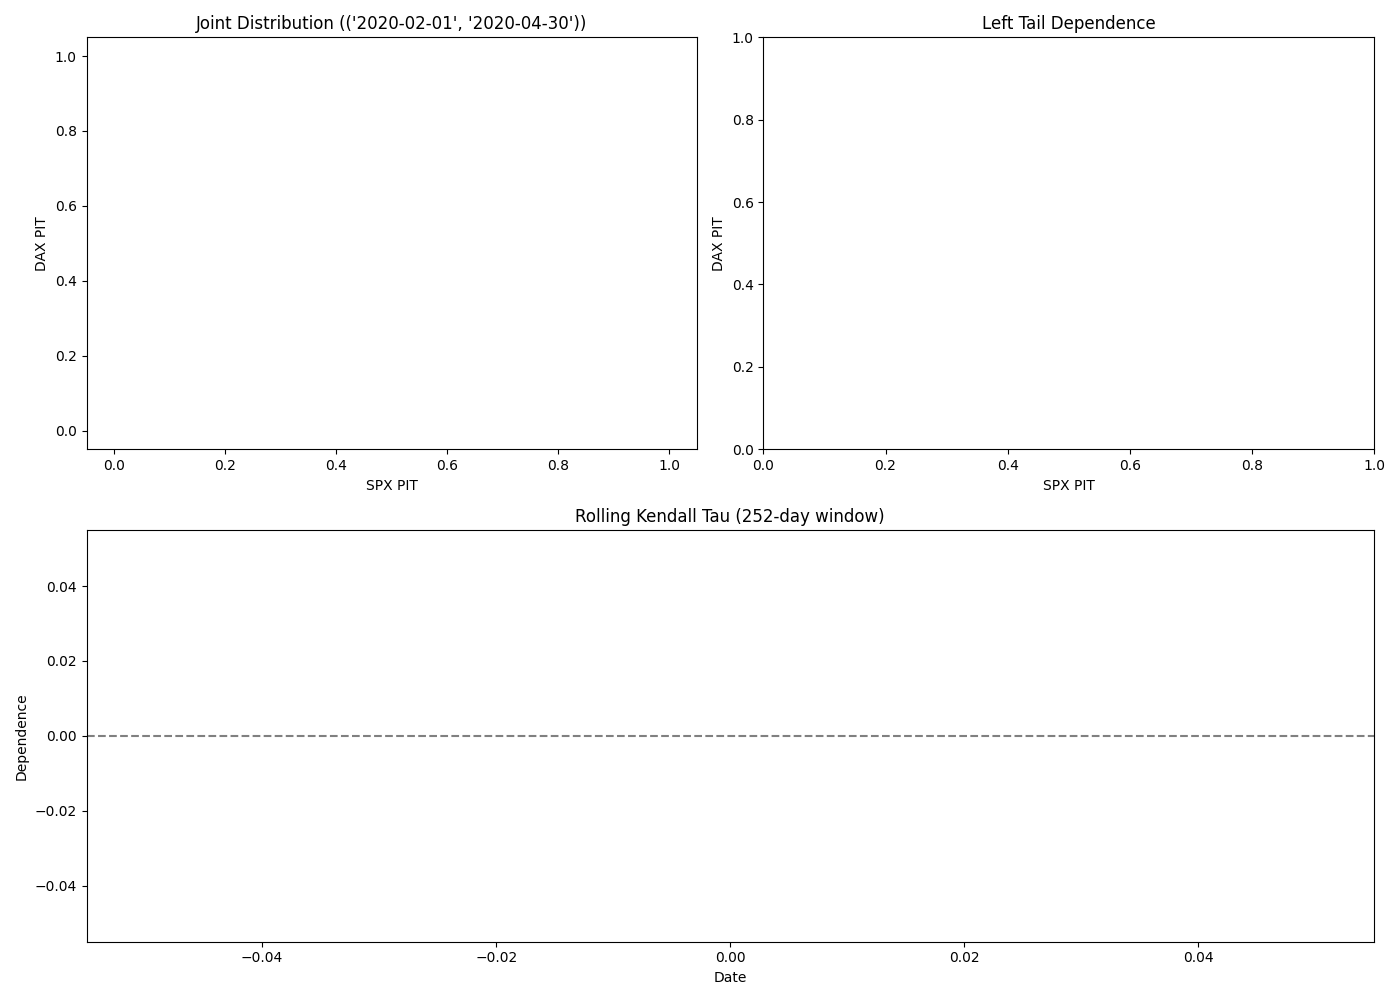 Joint Distribution (('2020-02-01', '2020-04-30'))
DAX PIT
1.0
0.8
0.6
0.4
0.2
0.0
0.0 0.2 0.4 0.6 0.8 1.0
SPX PIT
Left Tail Dependence
DAX PIT
1.0
0.8
0.6
0.4
0.2
0.0
0.0 0.2 0.4 0.6 0.8 1.0
SPX PIT
Rolling Kendall Tau (252-day window)
Dependence
0.04
0.02
0.00
−0.02
−0.04
−0.04 −0.02 0.00 0.02 0.04
Date